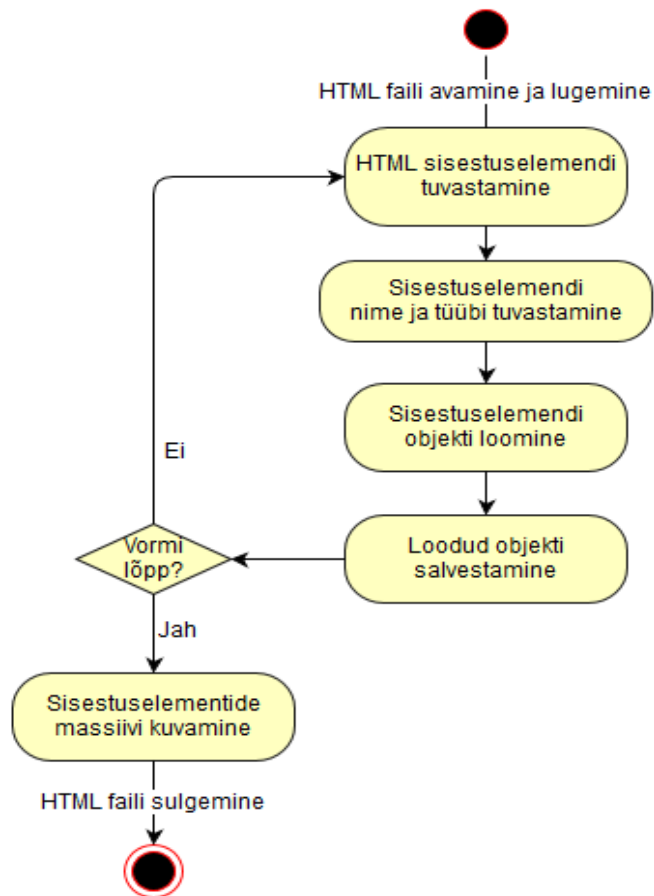 HTML faili avamine ja lugemine
HTML sisestuselemendi
tuvastamine
Sisestuselemendi
nime ja tüübi tuvastamine
Sisestuselemendi
objekti loomine
Ei
Loodud objekti
salvestamine
Vormi
lõpp?
Jah
Sisestuselementide
massiivi kuvamine
HTML faili sulgemine